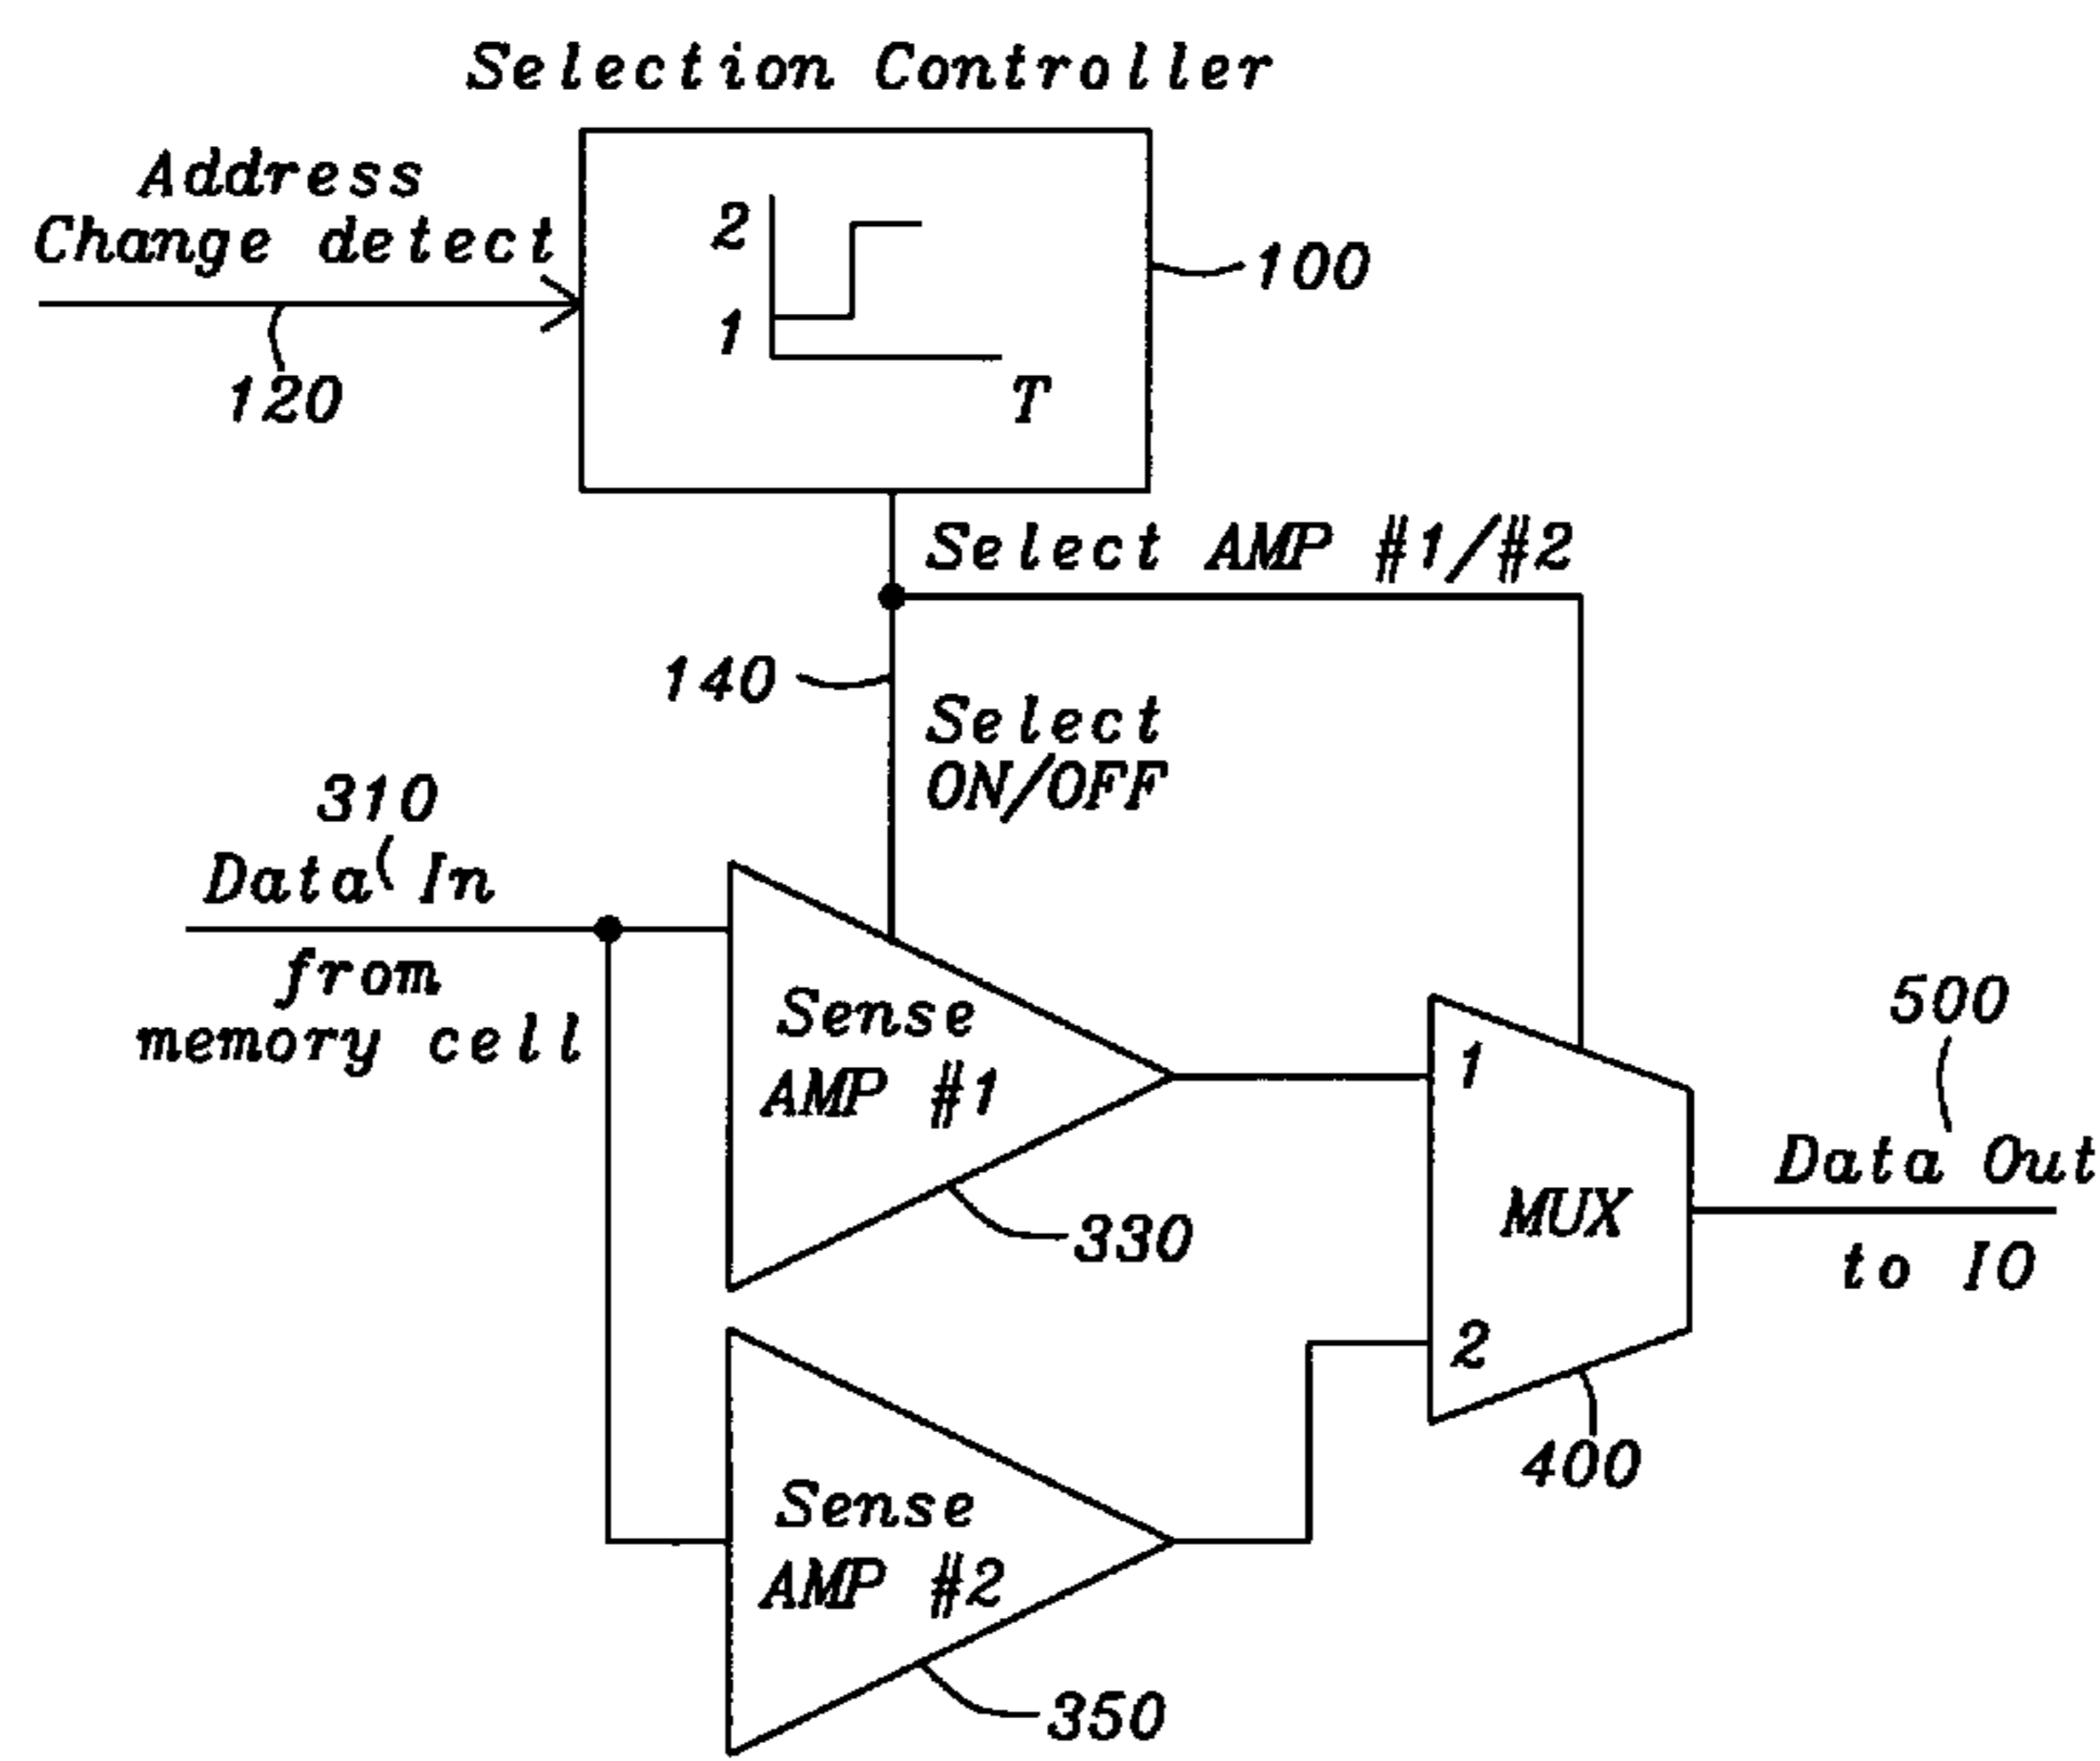 Selection Controller
Address
Change detect
2
1
T
100
120
Select AMP #1/#2
140
Select
ON/OFF
310
Data In
from
memory cell
Sense
AMP #1
330
1
MUX
2
400
500
Data Out
to IO
Sense
AMP #2
350